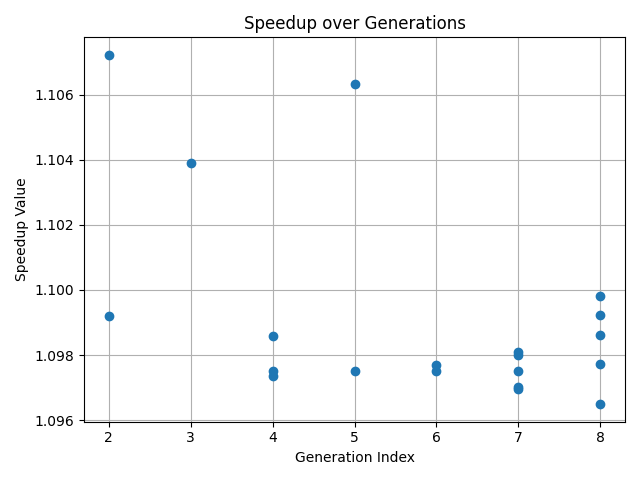 Speedup over Generations
Speedup Value
1.106
1.104
1.102
1.100
1.098
1.096
2 3 4 5 6 7 8
Generation Index